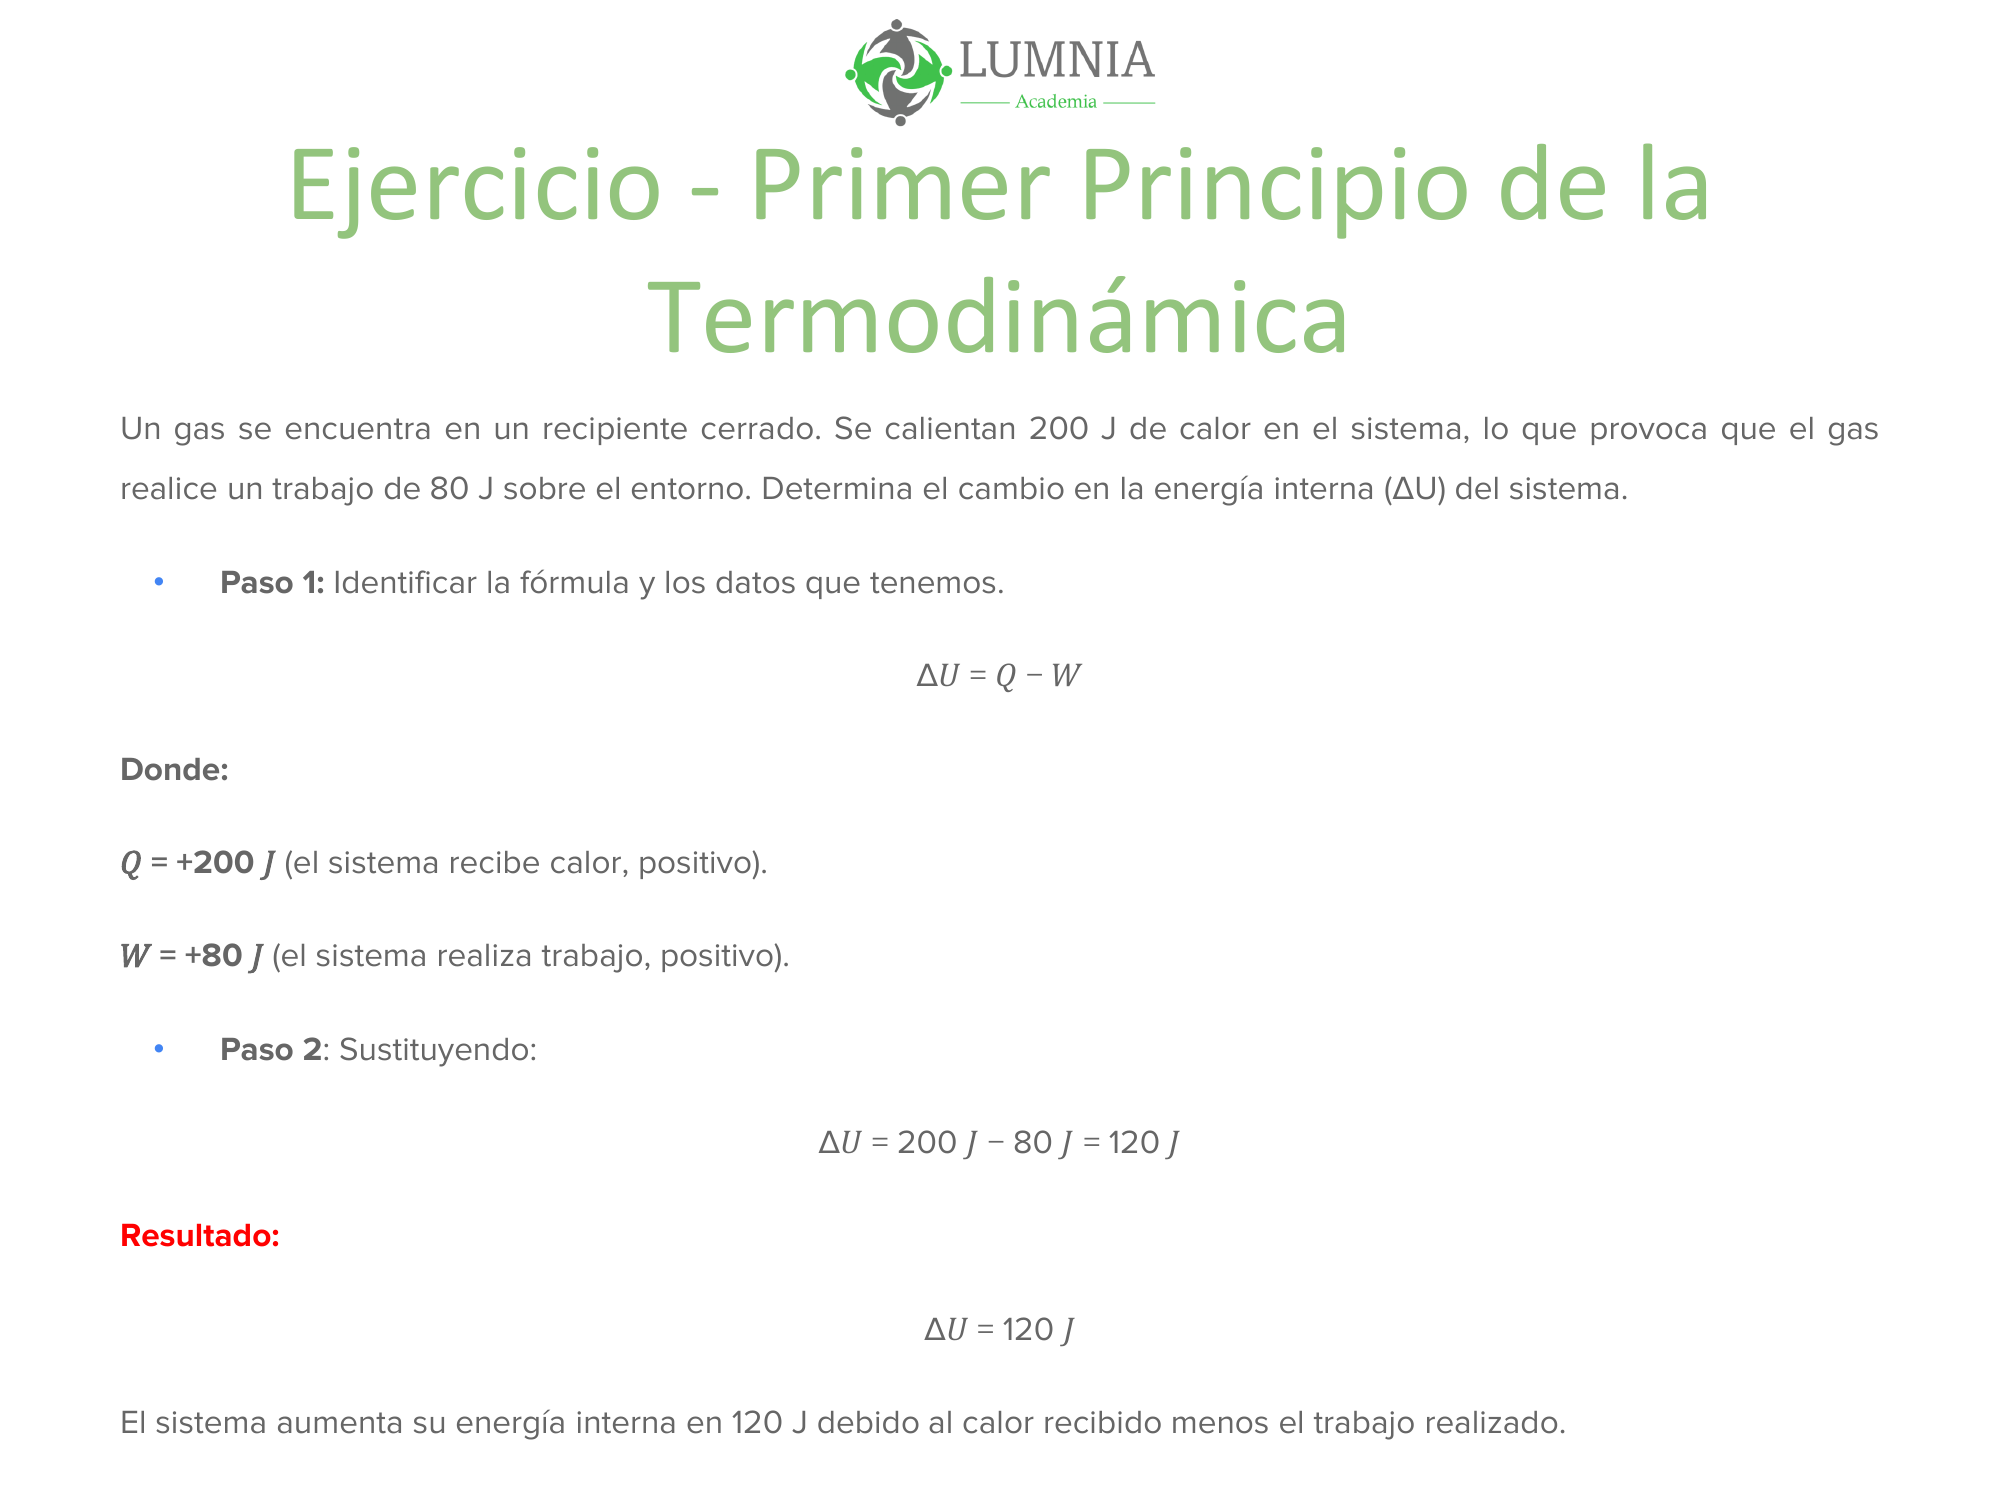 LUMNIA
Academia
Ejercicio - Primer Principio de la
Termodinámica
Un gas se encuentra en un recipiente cerrado. Se calientan 200 J de calor en el sistema, lo que provoca que el gas
realice un trabajo de 80 J sobre el entorno. Determina el cambio en la energía interna (ΔU) del sistema.
• Paso 1: Identificar la fórmula y los datos que tenemos.
Δ𝑈 = 𝑄 − 𝑊
Donde:
𝑄 = +200 𝐽 (el sistema recibe calor, positivo).
𝑊 = +80 𝐽 (el sistema realiza trabajo, positivo).
• Paso 2: Sustituyendo:
Δ𝑈 = 200 𝐽 − 80 𝐽 = 120 𝐽
Resultado:
Δ𝑈 = 120 𝐽
El sistema aumenta su energía interna en 120 J debido al calor recibido menos el trabajo realizado.